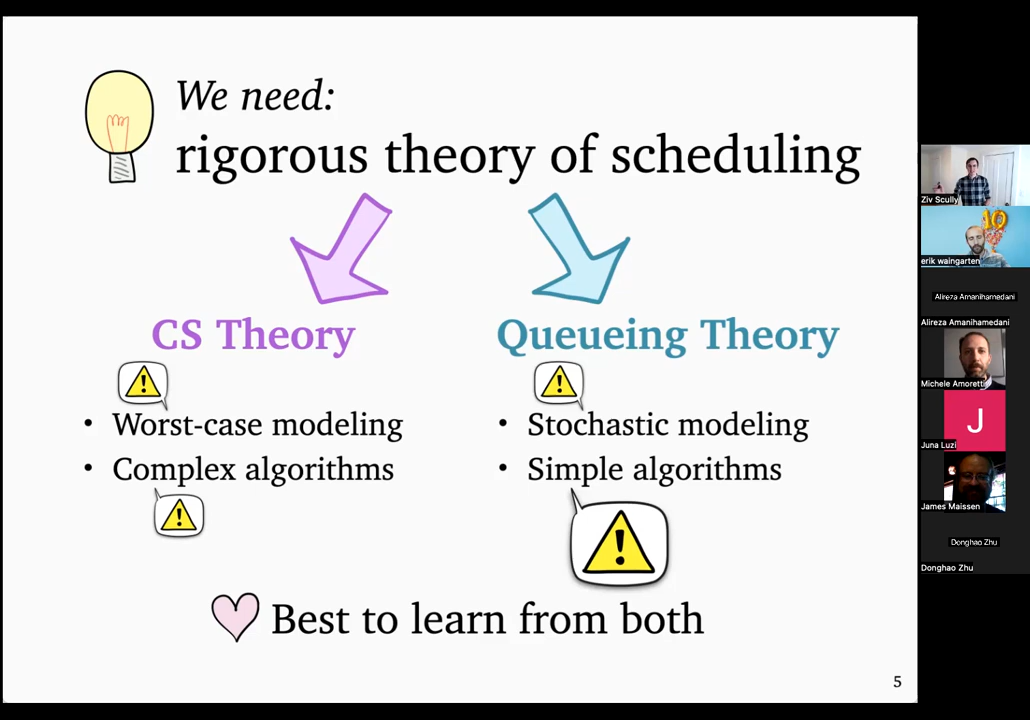 We need:
rigorous theory of scheduling
CS Theory
• Worst-case modeling
• Complex algorithms
Queueing Theory
• Stochastic modeling
• Simple algorithms
Best to learn from both
5
Ziv Scully
10
erik waingarten
Alireza Amanihamedani
Alireza Amanihamedani
Michele Amoretti
J
Juna Luzi
James Maissen
Donghao Zhu
Donghao Zhu